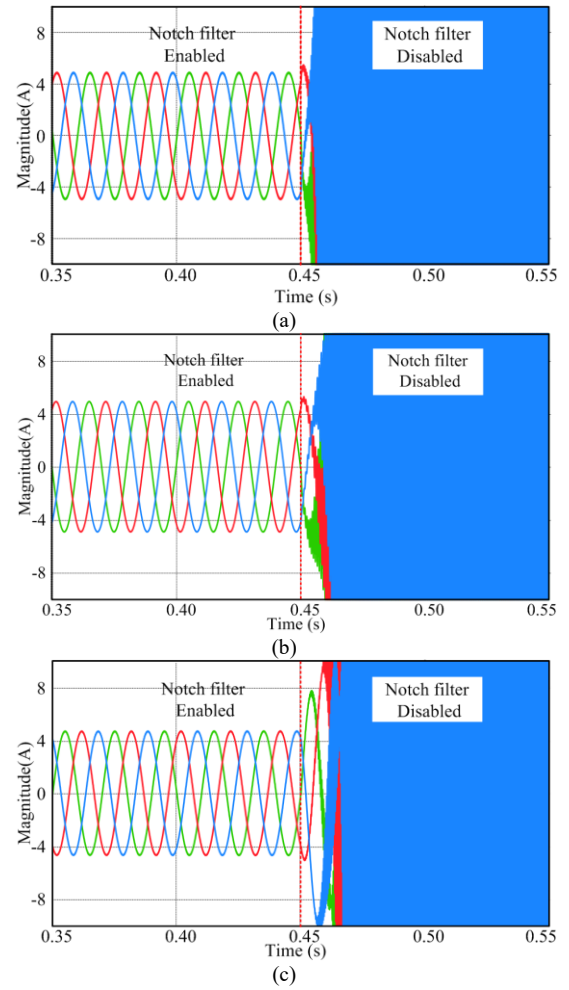 Notch filter
Enabled
Notch filter
Disabled
Magnitude(A)
8
4
0
-4
-8
0.35
0.40
0.45
0.50
0.55
Time (s)
(a)
Notch filter
Enabled
Notch filter
Disabled
Magnitude(A)
8
4
0
-4
-8
0.35
0.40
0.45
0.50
0.55
Time (s)
(b)
Notch filter
Enabled
Notch filter
Disabled
Magnitude(A)
8
4
0
-4
-8
0.35
0.40
0.45
0.50
0.55
Time (s)
(c)